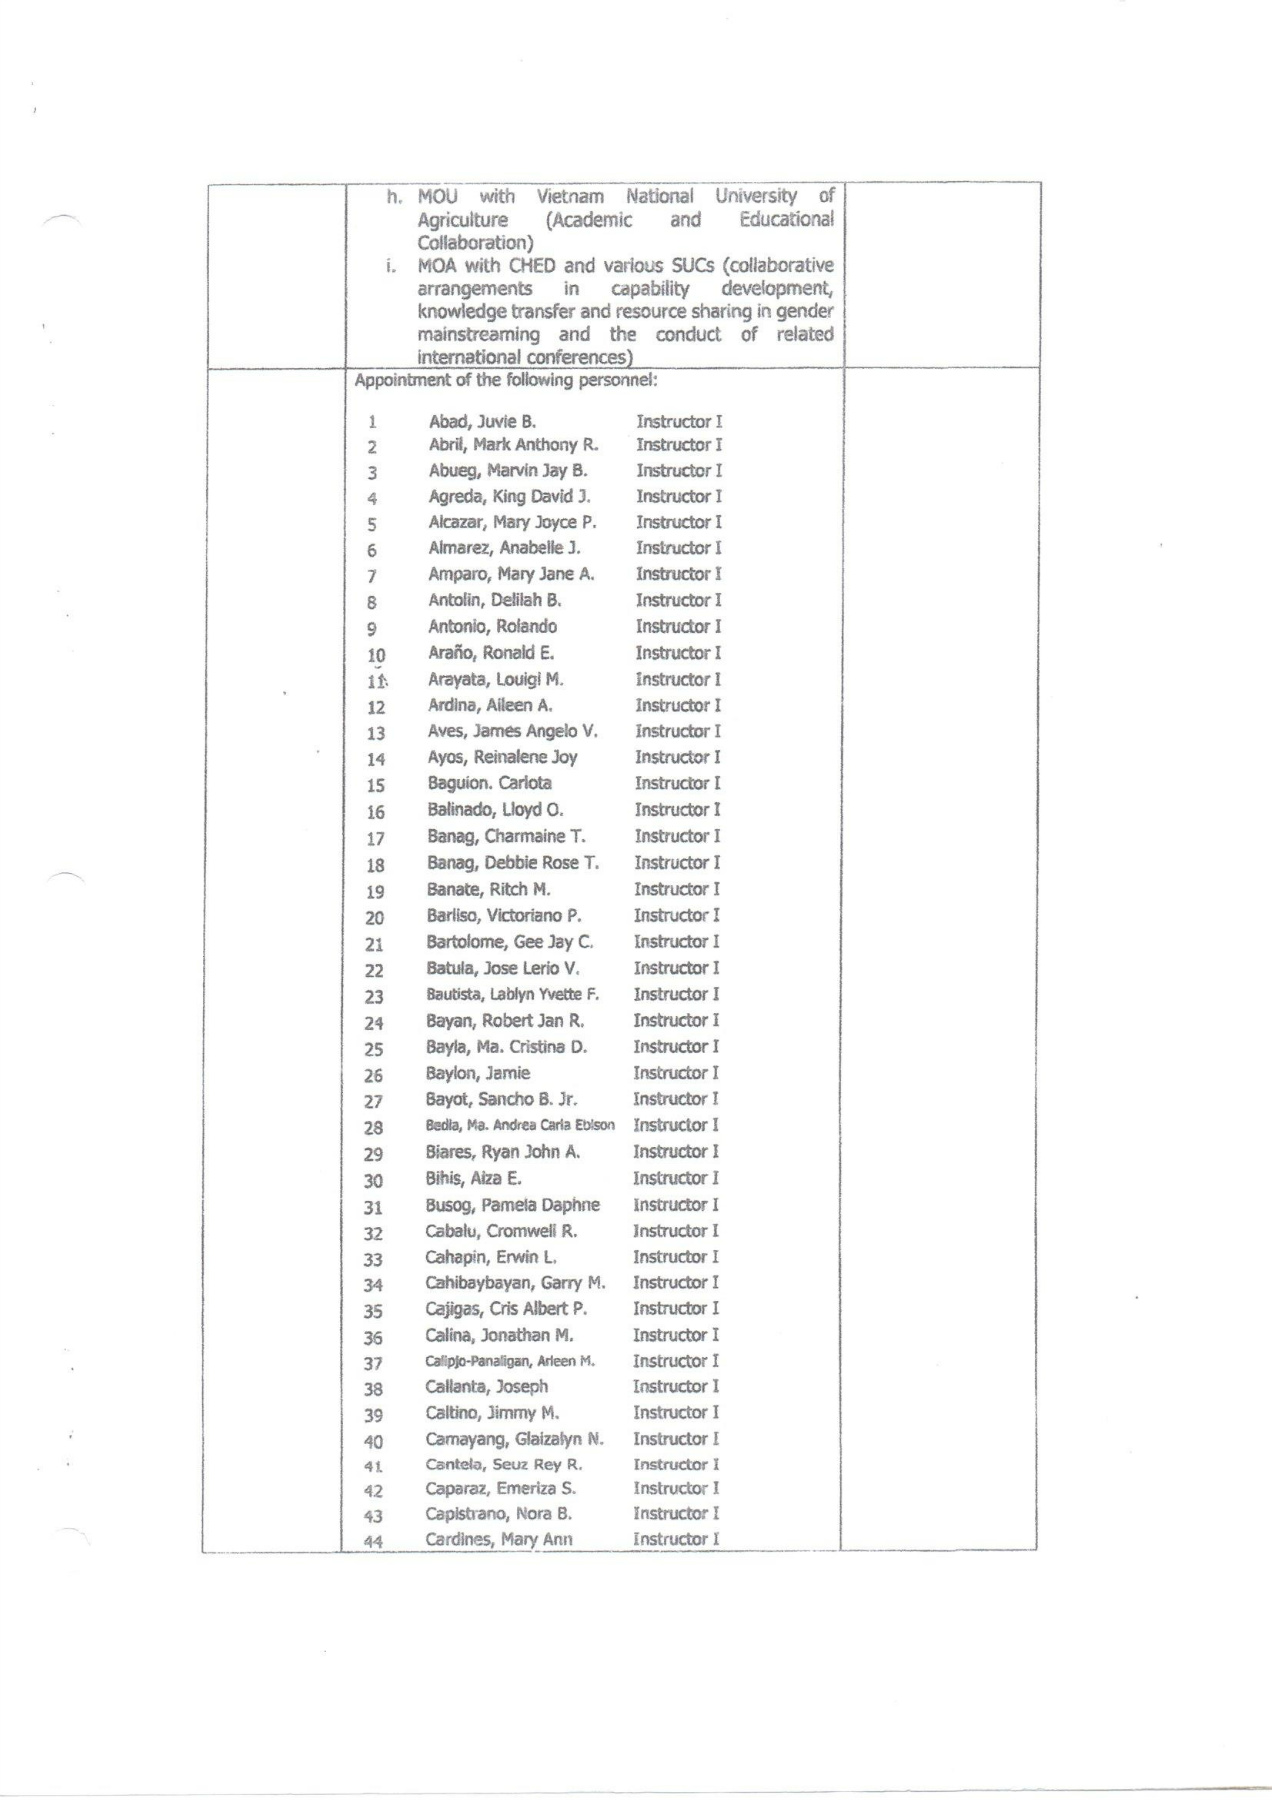 h. MOU with Vietnam National University of
Agriculture (Academic and Educational
Collaboration)
i. MOA with CHED and various SUCs (collaborative
arrangements in capability development,
knowledge transfer and resource sharing in gender
mainstreaming and the conduct of related
international conferences)
Appointment of the following personnel:
1 Abad, Juvie B. Instructor I
2 Abril, Mark Anthony R. Instructor I
3 Abueg, Marvin Jay B. Instructor I
4 Agreda, King David J. Instructor I
5 Alcazar, Mary Joyce P. Instructor I
6 Almarez, Anabelle J. Instructor I
7 Amparo, Mary Jane A. Instructor I
8 Antolin, Delilah B. Instructor I
9 Antonio, Rolando Instructor I
10 Araño, Ronald E. Instructor I
11 Arayata, Louigi M. Instructor I
12 Ardina, Aileen A. Instructor I
13 Aves, James Angelo V. Instructor I
14 Ayos, Reinalene Joy Instructor I
15 Baguion. Carlota Instructor I
16 Balinado, Lloyd O. Instructor I
17 Banag, Charmaine T. Instructor I
18 Banag, Debbie Rose T. Instructor I
19 Banate, Ritch M. Instructor I
20 Barliso, Victoriano P. Instructor I
21 Bartolome, Gee Jay C. Instructor I
22 Batula, Jose Lerio V. Instructor I
23 Bautista, Lablyn Yvette F. Instructor I
24 Bayan, Robert Jan R. Instructor I
25 Bayla, Ma. Cristina D. Instructor I
26 Baylon, Jamie Instructor I
27 Bayot, Sancho B. Jr. Instructor I
28 Bedia, Ma. Andrea Carla Ebison Instructor I
29 Biares, Ryan John A. Instructor I
30 Bihis, Aiza E. Instructor I
31 Busog, Pamela Daphne Instructor I
32 Cabalu, Cromwell R. Instructor I
33 Cahapin, Erwin L. Instructor I
34 Cahibaybayan, Garry M. Instructor I
35 Cajigas, Cris Albert P. Instructor I
36 Calina, Jonathan M. Instructor I
37 Calipjo-Panaligan, Arleen M. Instructor I
38 Callanta, Joseph Instructor I
39 Caltino, Jimmy M. Instructor I
40 Camayang, Glaizalyn N. Instructor I
41 Cantela, Seuz Rey R. Instructor I
42 Caparaz, Emeriza S. Instructor I
43 Capistrano, Nora B. Instructor I
44 Cardines, Mary Ann Instructor I